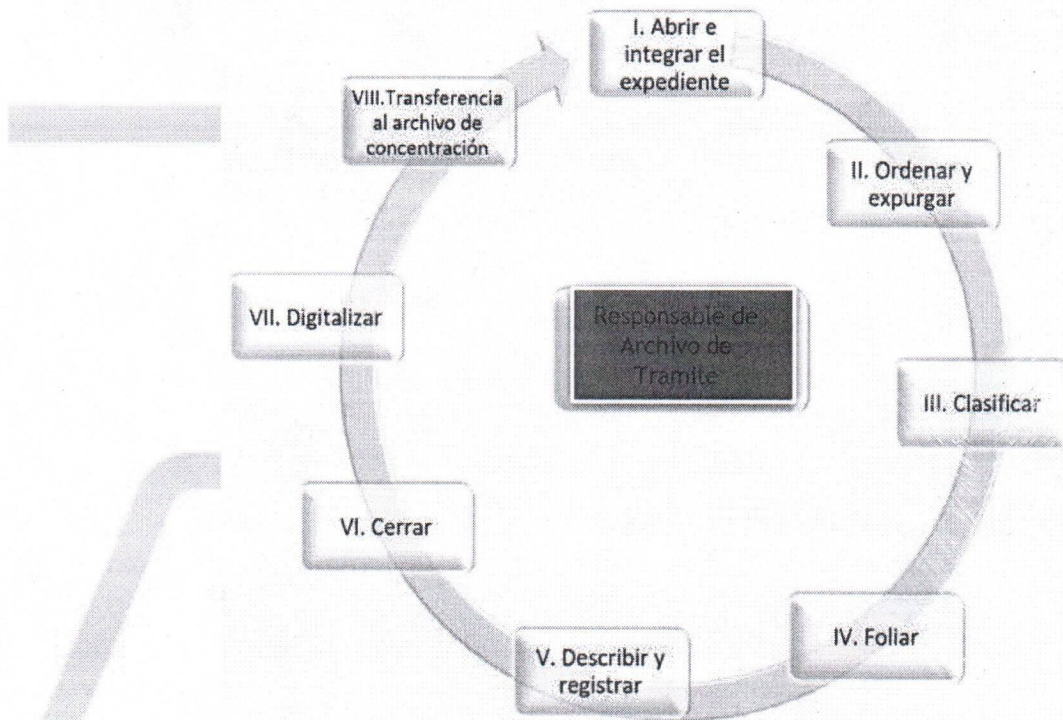 I. Abrir e
integrar el
expediente
II. Ordenar y
expurgar
III. Clasificar
IV. Foliar
V. Describir y
registrar
VI. Cerrar
VII. Digitalizar
VIII.Transferencia
al archivo de
concentración
Responsable de
Archivo de
Tramite